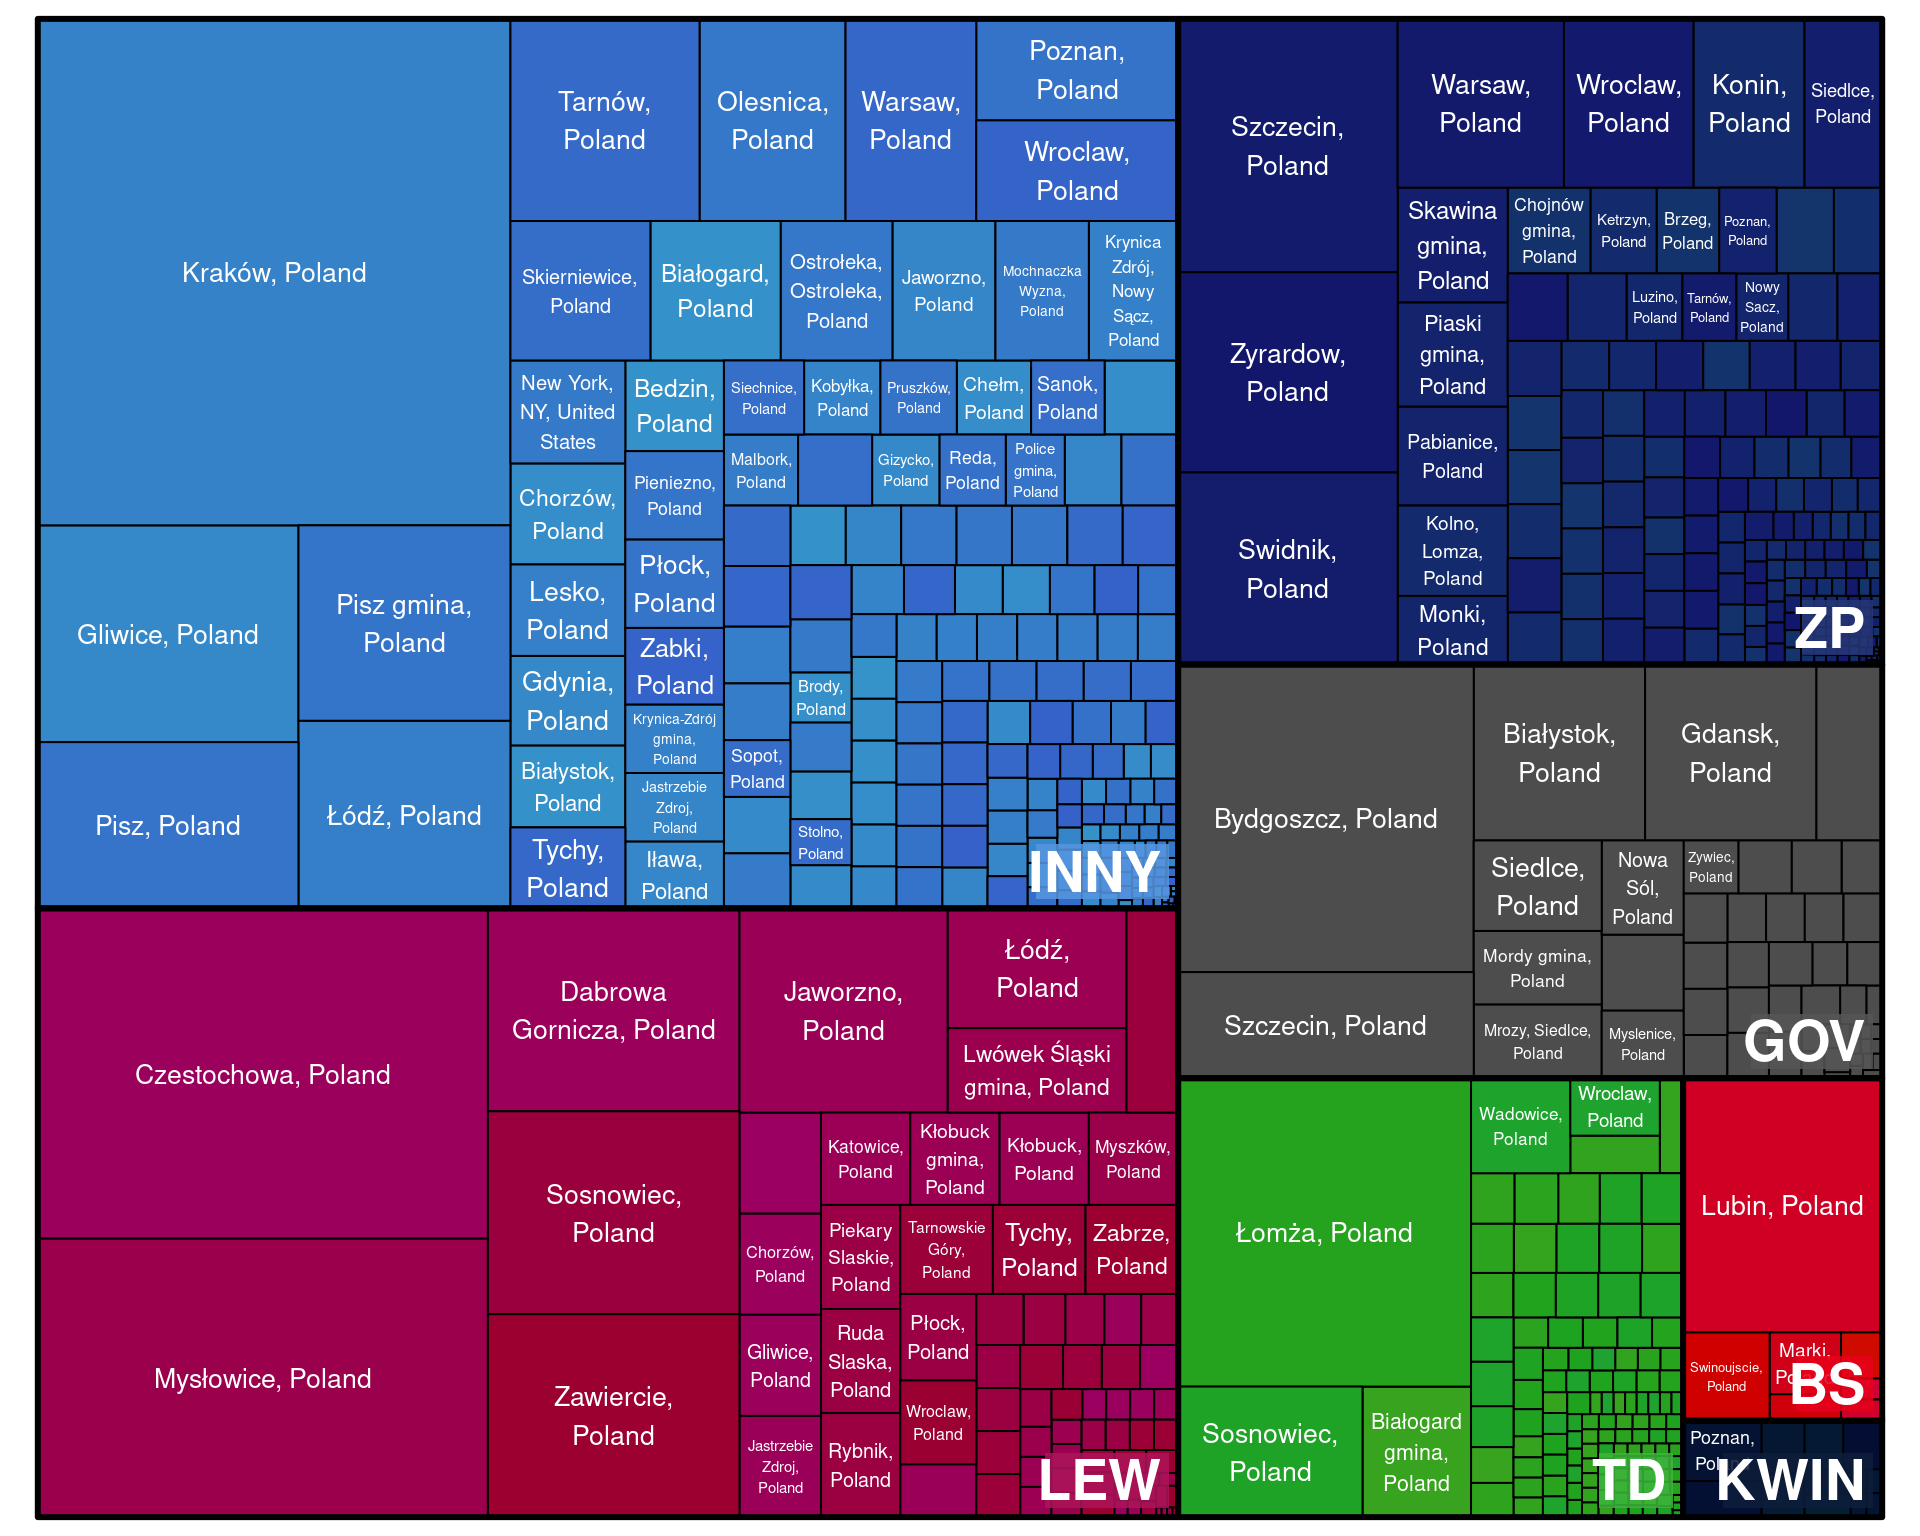 Kraków, Poland
Gliwice, Poland
Pisz gmina,
Poland
Pisz, Poland
Łódź, Poland
Tarnów,
Poland
Olesnica,
Poland
Warsaw,
Poland
Poznan,
Poland
Wroclaw,
Poland
Skierniewice,
Poland
Białogard,
Poland
Ostrołeka,
Ostroleka,
Poland
Jaworzno,
Poland
Mochnaczka
Wyzna,
Poland
Krynica
Zdrój,
Nowy
Sącz,
Poland
New York,
NY, United
States
Chorzów,
Poland
Lesko,
Poland
Gdynia,
Poland
Białystok,
Poland
Tychy,
Poland
Bedzin,
Poland
Pieniezno,
Poland
Płock,
Poland
Zabki,
Poland
Krynica-Zdrój
gmina,
Poland
Jastrzebie
Zdroj,
Poland
Iława,
Poland
Siechnice,
Poland
Kobyłka,
Poland
Pruszków,
Poland
Chełm,
Poland
Sanok,
Poland
Malbork,
Poland
Gizycko,
Poland
Reda,
Poland
Police
gmina,
Poland
Brody,
Poland
Sopot,
Poland
Stolno,
Poland
INNY
Szczecin,
Poland
Zyrardow,
Poland
Swidnik,
Poland
Warsaw,
Poland
Wroclaw,
Poland
Konin,
Poland
Siedlce,
Poland
Skawina
gmina,
Poland
Piaski
gmina,
Poland
Pabianice,
Poland
Kolno,
Lomza,
Poland
Monki,
Poland
Chojnów
gmina,
Poland
Ketrzyn,
Poland
Brzeg,
Poland
Poznan,
Poland
Luzino,
Poland
Tarnów,
Poland
Nowy
Sacz,
Poland
ZP
Bydgoszcz, Poland
Szczecin, Poland
Białystok,
Poland
Gdansk,
Poland
Siedlce,
Poland
Nowa
Sól,
Poland
Zywiec,
Poland
Mordy gmina,
Poland
Mrozy, Siedlce,
Poland
Myslenice,
Poland
GOV
Czestochowa, Poland
Mysłowice, Poland
Dabrowa
Gornicza, Poland
Sosnowiec,
Poland
Zawiercie,
Poland
Jaworzno,
Poland
Łódź,
Poland
Lwówek Śląski
gmina, Poland
Katowice,
Poland
Kłobuck
gmina,
Poland
Kłobuck,
Poland
Myszków,
Poland
Chorzów,
Poland
Gliwice,
Poland
Jastrzebie
Zdroj,
Poland
Piekary
Slaskie,
Poland
Ruda
Slaska,
Poland
Rybnik,
Poland
Tarnowskie
Góry,
Poland
Tychy,
Poland
Zabrze,
Poland
Płock,
Poland
Wroclaw,
Poland
LEW
Łomża, Poland
Sosnowiec,
Poland
Białogard
gmina,
Poland
Wadowice,
Poland
Wroclaw,
Poland
TD
Lubin, Poland
Swinoujscie,
Poland
Marki,
BS
Poznan,
KWIN